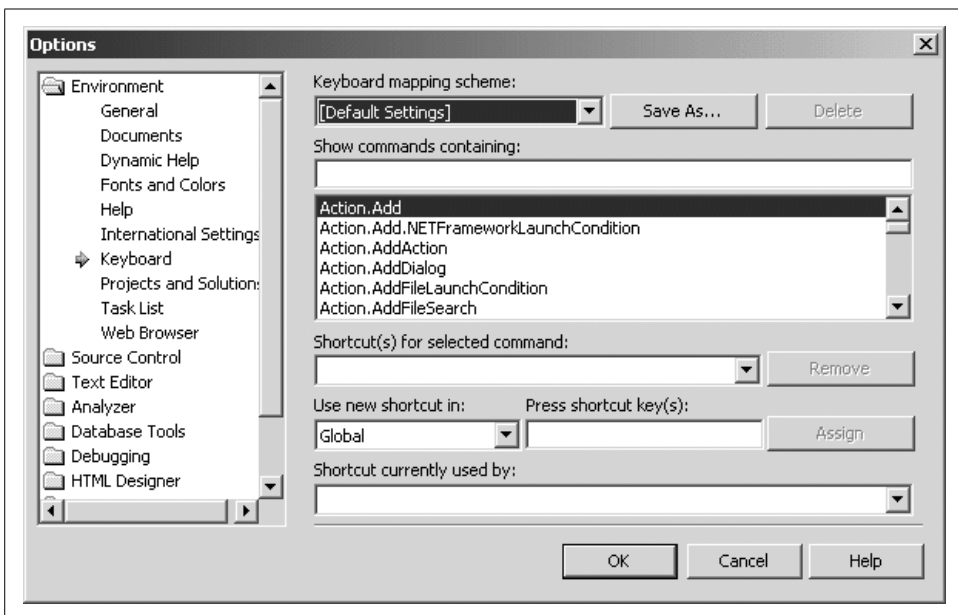 Options
Environment
General
Documents
Dynamic Help
Fonts and Colors
Help
International Settings
Keyboard
Projects and Solution
Task List
Web Browser
Source Control
Text Editor
Analyzer
Database Tools
Debugging
HTML Designer
Keyboard mapping scheme:
[Default Settings]
Save As...
Delete
Show commands containing:
Action.Add
Action.Add.NETFrameworkLaunchCondition
Action.AddAction
Action.AddDialog
Action.AddFileLaunchCondition
Action.AddFileSearch
Shortcut(s) for selected command:
Remove
Use new shortcut in:
Press shortcut key(s):
Global
Assign
Shortcut currently used by:
OK
Cancel
Help